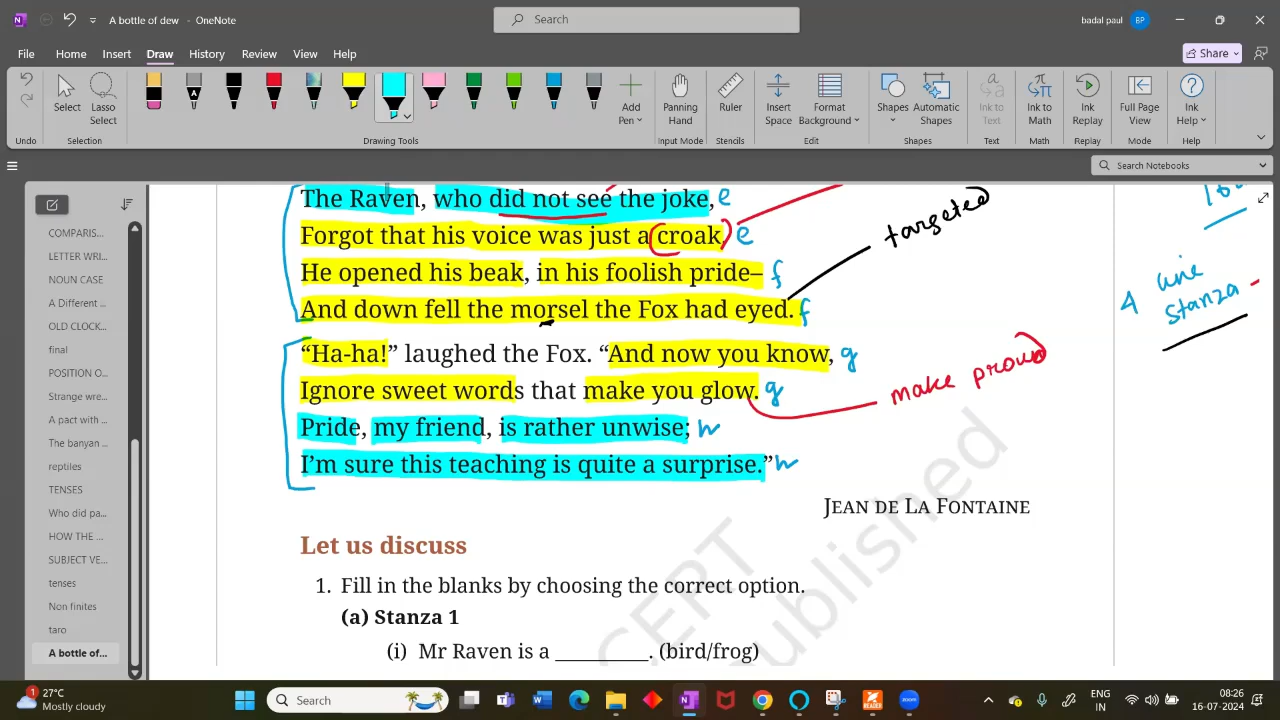 A bottle of dew - OneNote
Search
badal paul BP
File Home Insert Draw History Review View Help
Share
Undo
Select
Lasso Select
Add Pen
Panning Hand
Ruler
Insert Space
Format Background
Shapes
Automatic Shapes
Ink to Text
Ink to Math
Ink Replay
Full Page View
Ink Help
Undo
Selection
Drawing Tools
Input Mode
Stencils
Edit
Shapes
Text
Math
Replay
Mode
Help
Search Notebooks
COMPARIS...
LETTER WRI...
NOUN CASE
A Different ...
OLD CLOCK...
final
POSITION O...
Strange wre...
A pact with ...
The banyan ...
reptiles
TENSES
Who did pa...
HOW THE ...
SUBJECT VE...
tenses
Non finites
taro
A bottle of...
The Raven, who did not see the joke, e
Forgot that his voice was just a croak, e
He opened his beak, in his foolish pride– f
And down fell the morsel the Fox had eyed. f
targeted
4 line
stanza
“Ha-ha!” laughed the Fox. “And now you know, g
Ignore sweet words that make you glow. g
make proud
Pride, my friend, is rather unwise; h
I’m sure this teaching is quite a surprise.” h
JEAN DE LA FONTAINE
Let us discuss
1. Fill in the blanks by choosing the correct option.
(a) Stanza 1
(i) Mr Raven is a _________. (bird/frog)
27°C
Mostly cloudy
1
Search
READER
zoom
ENG
IN
08:26
16-07-2024